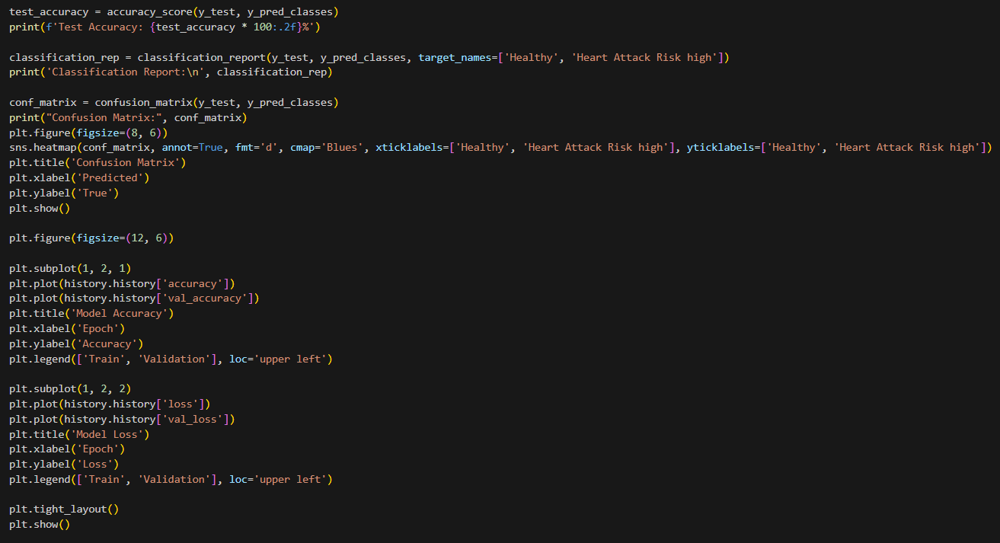 test_accuracy = accuracy_score(y_test, y_pred_classes)
print(f'Test Accuracy: {test_accuracy * 100:.2f}%')
classification_rep = classification_report(y_test, y_pred_classes, target_names=['Healthy', 'Heart Attack Risk high'])
print('Classification Report:\n', classification_rep)
conf_matrix = confusion_matrix(y_test, y_pred_classes)
print("Confusion Matrix:", conf_matrix)
plt.figure(figsize=(8, 6))
sns.heatmap(conf_matrix, annot=True, fmt='d', cmap='Blues', xticklabels=['Healthy', 'Heart Attack Risk high'], yticklabels=['Healthy', 'Heart Attack Risk high'])
plt.title('Confusion Matrix')
plt.xlabel('Predicted')
plt.ylabel('True')
plt.show()
plt.figure(figsize=(12, 6))
plt.subplot(1, 2, 1)
plt.plot(history.history['accuracy'])
plt.plot(history.history['val_accuracy'])
plt.title('Model Accuracy')
plt.xlabel('Epoch')
plt.ylabel('Accuracy')
plt.legend(['Train', 'Validation'], loc='upper left')
plt.subplot(1, 2, 2)
plt.plot(history.history['loss'])
plt.plot(history.history['val_loss'])
plt.title('Model Loss')
plt.xlabel('Epoch')
plt.ylabel('Loss')
plt.legend(['Train', 'Validation'], loc='upper left')
plt.tight_layout()
plt.show()